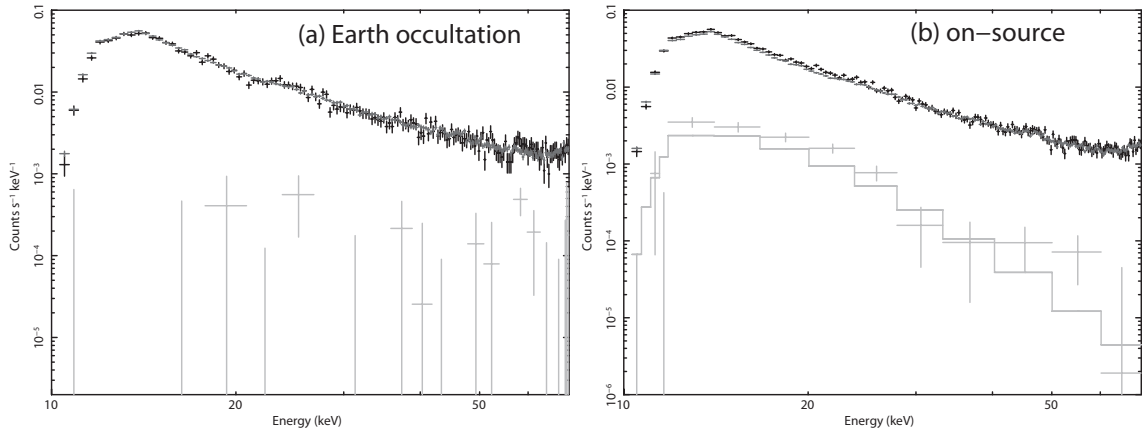 (a) Earth occultation
0.1
0.01
10⁻³
10⁻⁴
10⁻⁵
Counts s⁻¹ keV⁻¹
10
20
50
Energy (keV)
(b) on−source
0.1
0.01
10⁻³
10⁻⁴
10⁻⁵
10⁻⁶
Counts s⁻¹ keV⁻¹
10
20
50
Energy (keV)